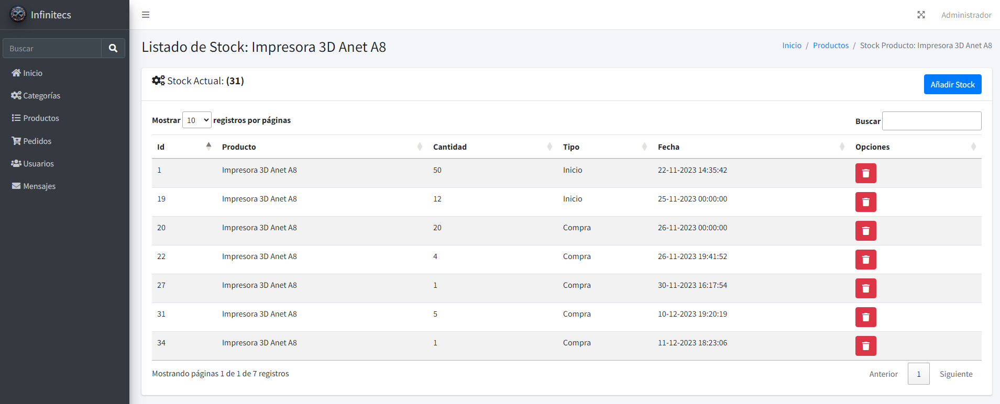 Infinitecs
Administrador
Buscar
Inicio
Categorías
Productos
Pedidos
Usuarios
Mensajes
Listado de Stock: Impresora 3D Anet A8
Inicio / Productos / Stock Producto: Impresora 3D Anet A8
Stock Actual: (31)
Añadir Stock
Mostrar 10 registros por páginas
Buscar
Id Producto Cantidad Tipo Fecha Opciones
1 Impresora 3D Anet A8 50 Inicio 22-11-2023 14:35:42
19 Impresora 3D Anet A8 12 Inicio 25-11-2023 00:00:00
20 Impresora 3D Anet A8 20 Compra 26-11-2023 00:00:00
22 Impresora 3D Anet A8 4 Compra 26-11-2023 19:41:52
27 Impresora 3D Anet A8 1 Compra 30-11-2023 16:17:54
31 Impresora 3D Anet A8 5 Compra 10-12-2023 19:20:19
34 Impresora 3D Anet A8 1 Compra 11-12-2023 18:23:06
Mostrando páginas 1 de 1 de 7 registros
Anterior 1 Siguiente